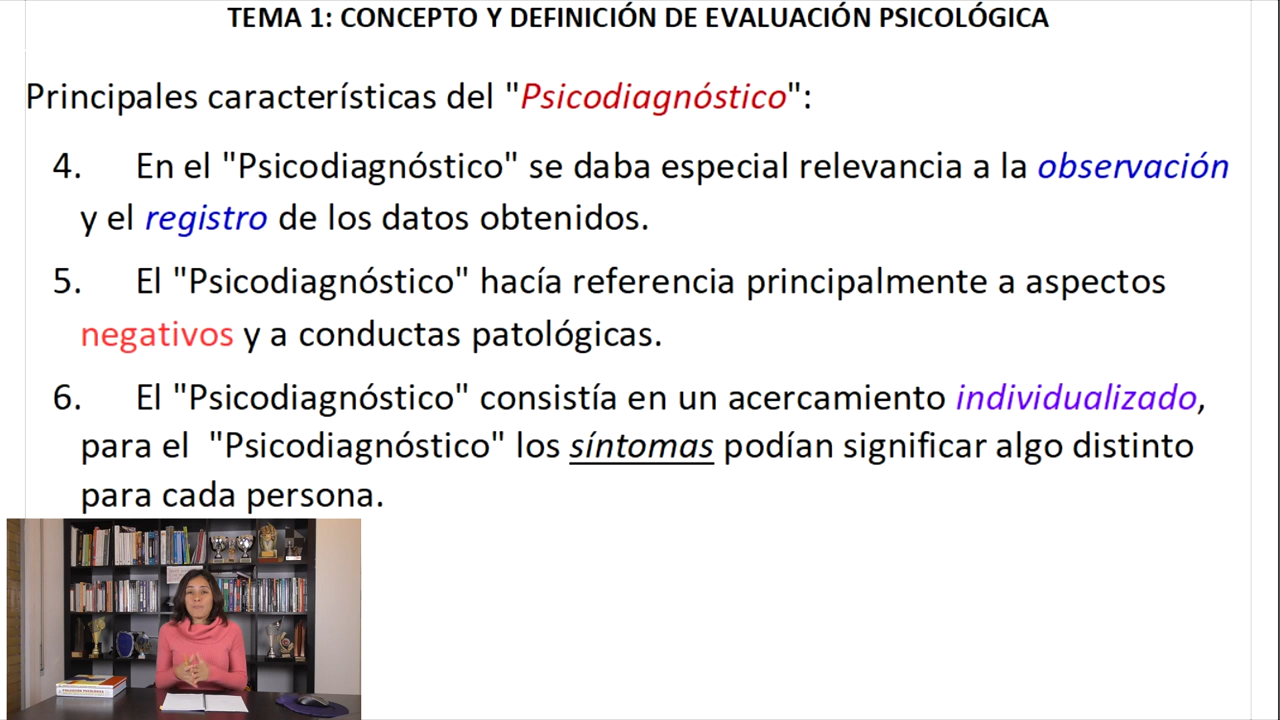 TEMA 1: CONCEPTO Y DEFINICIÓN DE EVALUACIÓN PSICOLÓGICA
Principales características del "Psicodiagnóstico":
4. En el "Psicodiagnóstico" se daba especial relevancia a la observación
y el registro de los datos obtenidos.
5. El "Psicodiagnóstico" hacía referencia principalmente a aspectos
negativos y a conductas patológicas.
6. El "Psicodiagnóstico" consistía en un acercamiento individualizado,
para el "Psicodiagnóstico" los síntomas podían significar algo distinto
para cada persona.